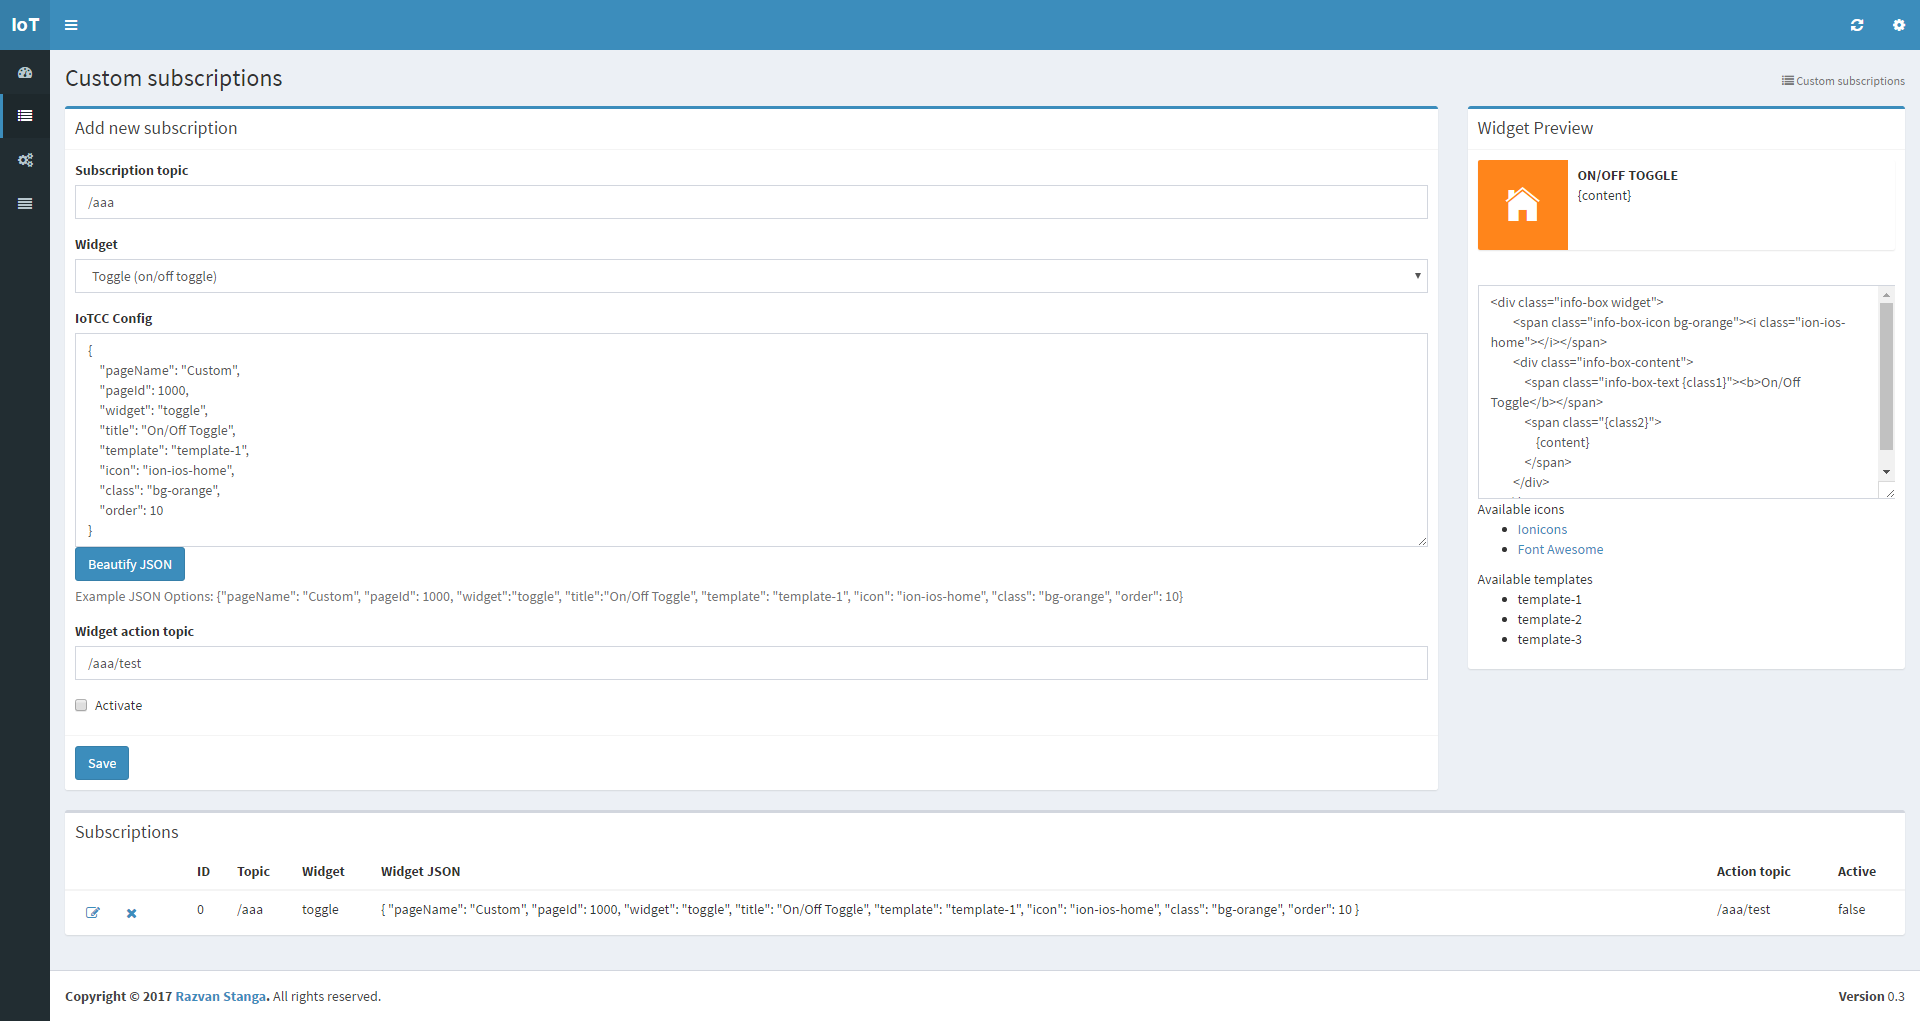 IoT
Custom subscriptions
Custom subscriptions
Add new subscription
Subscription topic
/aaa
Widget
Toggle (on/off toggle)
IoTCC Config
{
"pageName": "Custom",
"pageId": 1000,
"widget": "toggle",
"title": "On/Off Toggle",
"template": "template-1",
"icon": "ion-ios-home",
"class": "bg-orange",
"order": 10
}
Beautify JSON
Example JSON Options: {"pageName": "Custom", "pageId": 1000, "widget":"toggle", "title":"On/Off Toggle", "template": "template-1", "icon": "ion-ios-home", "class": "bg-orange", "order": 10}
Widget action topic
/aaa/test
Activate
Save
Widget Preview
ON/OFF TOGGLE
{content}
<div class="info-box widget">
<span class="info-box-icon bg-orange"><i class="ion-ios-
home"></i></span>
<div class="info-box-content">
<span class="info-box-text {class1}"><b>On/Off
Toggle</b></span>
<span class="{class2}">
{content}
</span>
</div>
Available icons
Ionicons
Font Awesome
Available templates
template-1
template-2
template-3
Subscriptions
ID Topic Widget Widget JSON Action topic Active
0 /aaa toggle { "pageName": "Custom", "pageId": 1000, "widget": "toggle", "title": "On/Off Toggle", "template": "template-1", "icon": "ion-ios-home", "class": "bg-orange", "order": 10 } /aaa/test false
Copyright © 2017 Razvan Stanga. All rights reserved.
Version 0.3